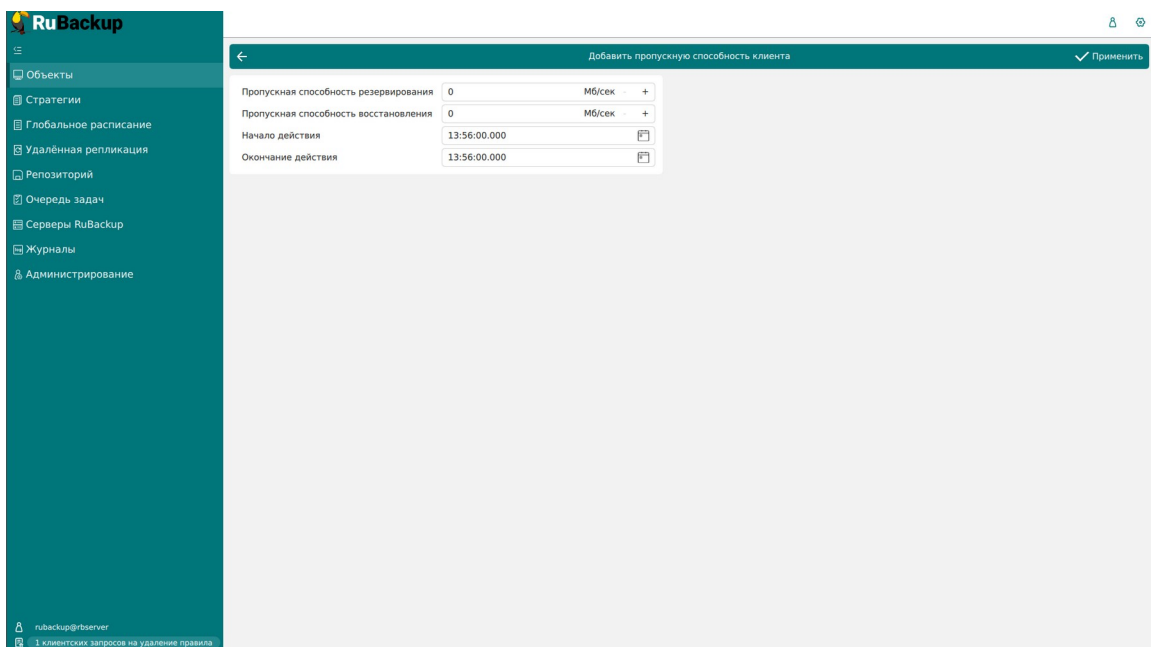 RuBackup
Добавить пропускную способность клиента
Применить
Объекты
Стратегии
Глобальное расписание
Удалённая репликация
Репозиторий
Очередь задач
Серверы RuBackup
Журналы
Администрирование
Пропускная способность резервирования 0 Мб/сек - +
Пропускная способность восстановления 0 Мб/сек - +
Начало действия 13:56:00.000
Окончание действия 13:56:00.000
rubackup@rbserver
1 клиентских запросов на удаление правила